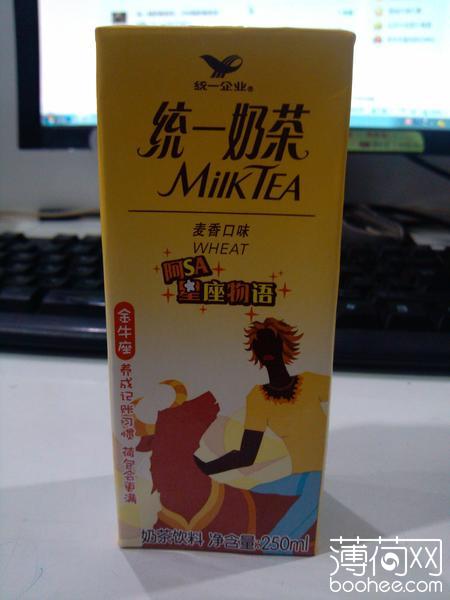 统一企业®
统一奶茶
MilkTEA
麦香口味
WHEAT
阿SA
星座物语
金牛座
养成记账习惯 荷包会更满
奶茶饮料 净含量:250ml
薄荷网
boohee.com